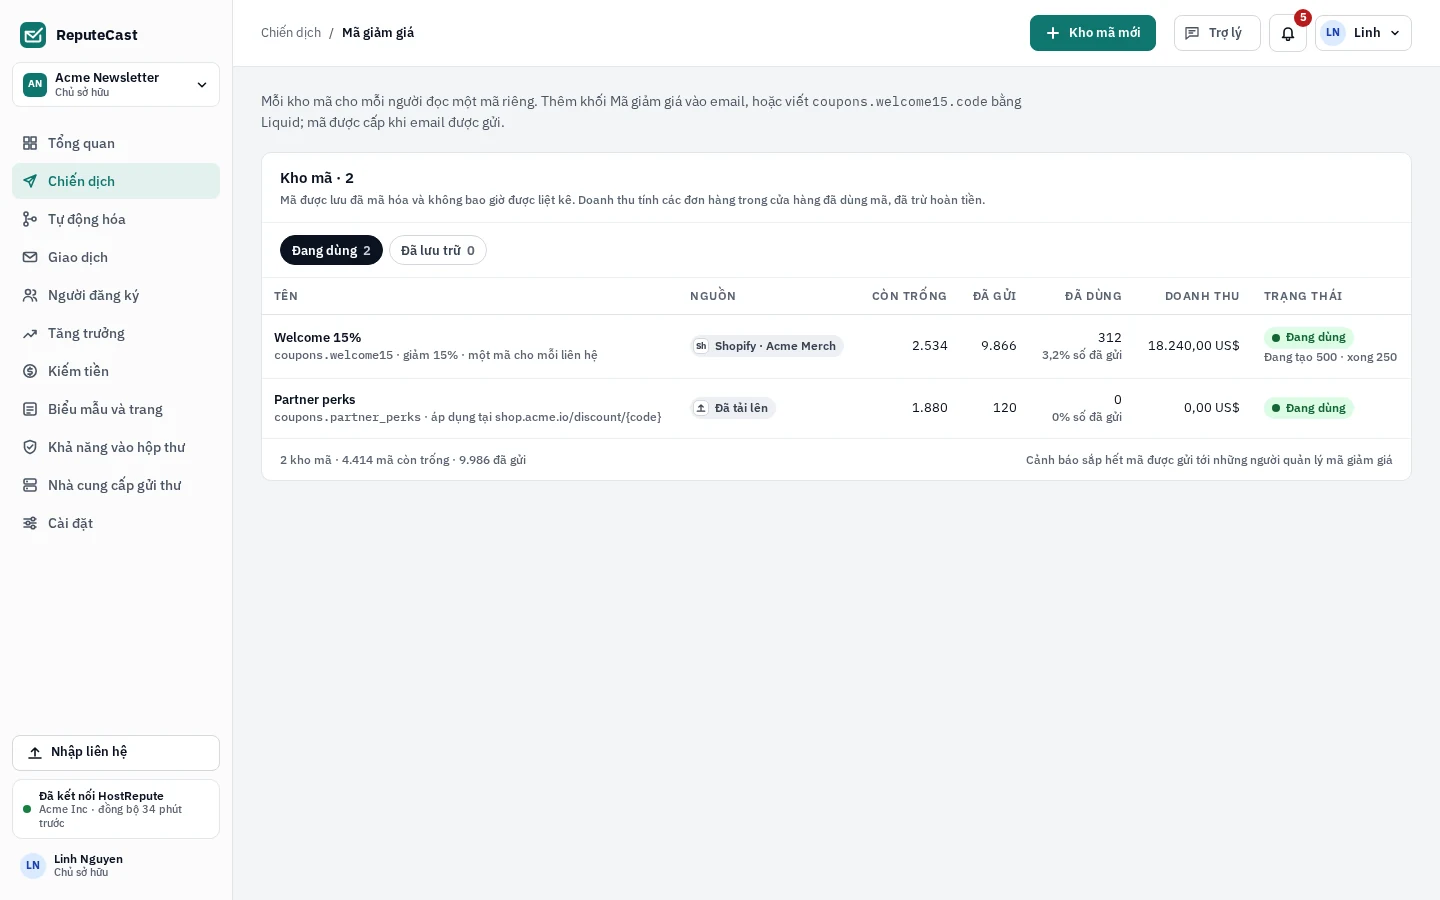 ReputeCast
AN
Acme Newsletter
Chủ sở hữu
Tổng quan
Chiến dịch
Tự động hóa
Giao dịch
Người đăng ký
Tăng trưởng
Kiếm tiền
Biểu mẫu và trang
Khả năng vào hộp thư
Nhà cung cấp gửi thư
Cài đặt
Nhập liên hệ
Đã kết nối HostRepute
Acme Inc · đồng bộ 34 phút
trước
LN
Linh Nguyen
Chủ sở hữu
Chiến dịch / Mã giảm giá
Kho mã mới
Trợ lý
5
LN
Linh
Mỗi kho mã cho mỗi người đọc một mã riêng. Thêm khối Mã giảm giá vào email, hoặc viết coupons.welcome15.code bằng
Liquid; mã được cấp khi email được gửi.
Kho mã · 2
Mã được lưu đã mã hóa và không bao giờ được liệt kê. Doanh thu tính các đơn hàng trong cửa hàng đã dùng mã, đã trừ hoàn tiền.
Đang dùng 2
Đã lưu trữ 0
TÊN NGUỒN CÒN TRỐNG ĐÃ GỬI ĐÃ DÙNG DOANH THU TRẠNG THÁI
Welcome 15%
coupons.welcome15 · giảm 15% · một mã cho mỗi liên hệ
Sh Shopify · Acme Merch
2.534
9.866
312
3,2% số đã gửi
18.240,00 US$
Đang dùng
Đang tạo 500 · xong 250
Partner perks
coupons.partner_perks · áp dụng tại shop.acme.io/discount/{code}
Đã tải lên
1.880
120
0
0% số đã gửi
0,00 US$
Đang dùng
2 kho mã · 4.414 mã còn trống · 9.986 đã gửi
Cảnh báo sắp hết mã được gửi tới những người quản lý mã giảm giá